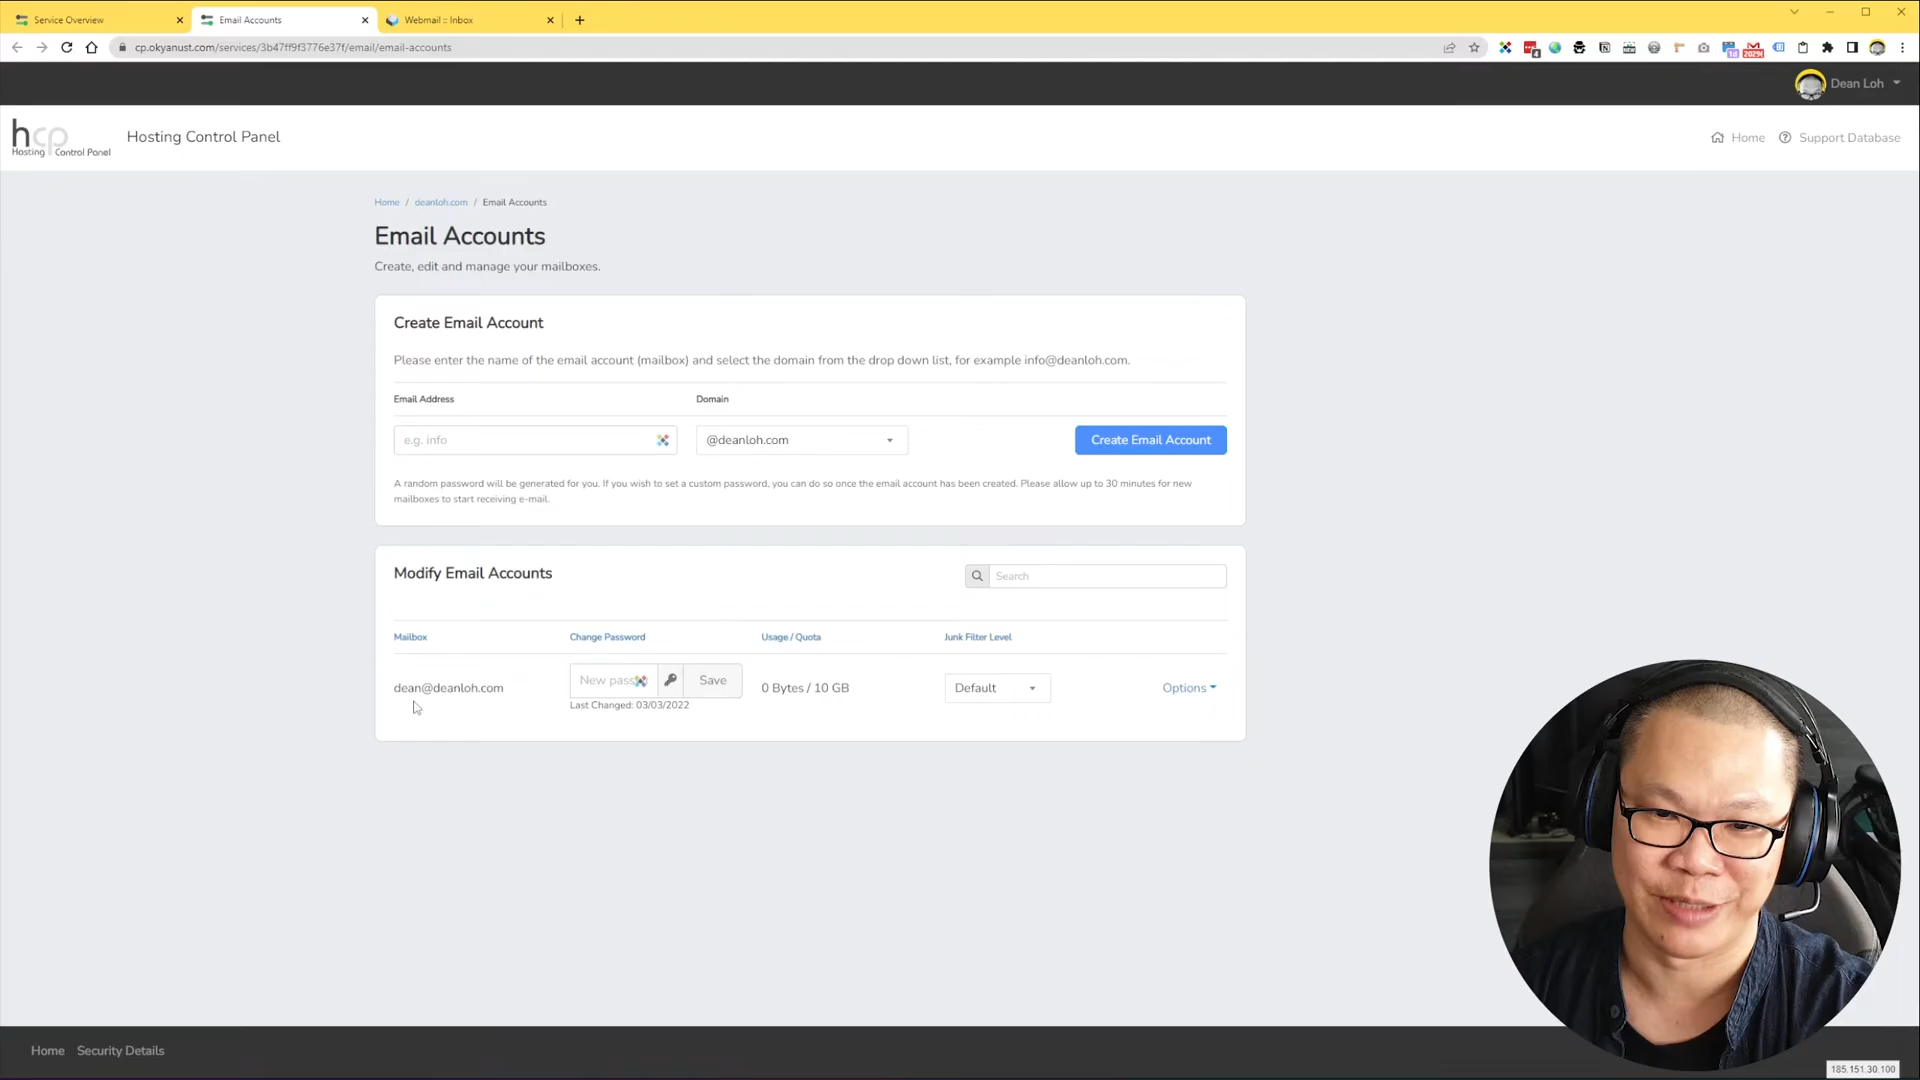 Service Overview
Email Accounts
Webmail :: Inbox
cp.okyanust.com/services/3b47ff9f3776e37f/email/email-accounts
Dean Loh
hcp
Hosting Control Panel
Hosting Control Panel
Home
Support Database
Home / deanloh.com / Email Accounts
Email Accounts
Create, edit and manage your mailboxes.
Create Email Account
Please enter the name of the email account (mailbox) and select the domain from the drop down list, for example info@deanloh.com.
Email Address
Domain
e.g. info
@deanloh.com
Create Email Account
A random password will be generated for you. If you wish to set a custom password, you can do so once the email account has been created. Please allow up to 30 minutes for new
mailboxes to start receiving e-mail.
Modify Email Accounts
Search
Mailbox
Change Password
Usage / Quota
Junk Filter Level
dean@deanloh.com
New pass
Save
0 Bytes / 10 GB
Default
Options
Last Changed: 03/03/2022
Home
Security Details
185.151.30.100